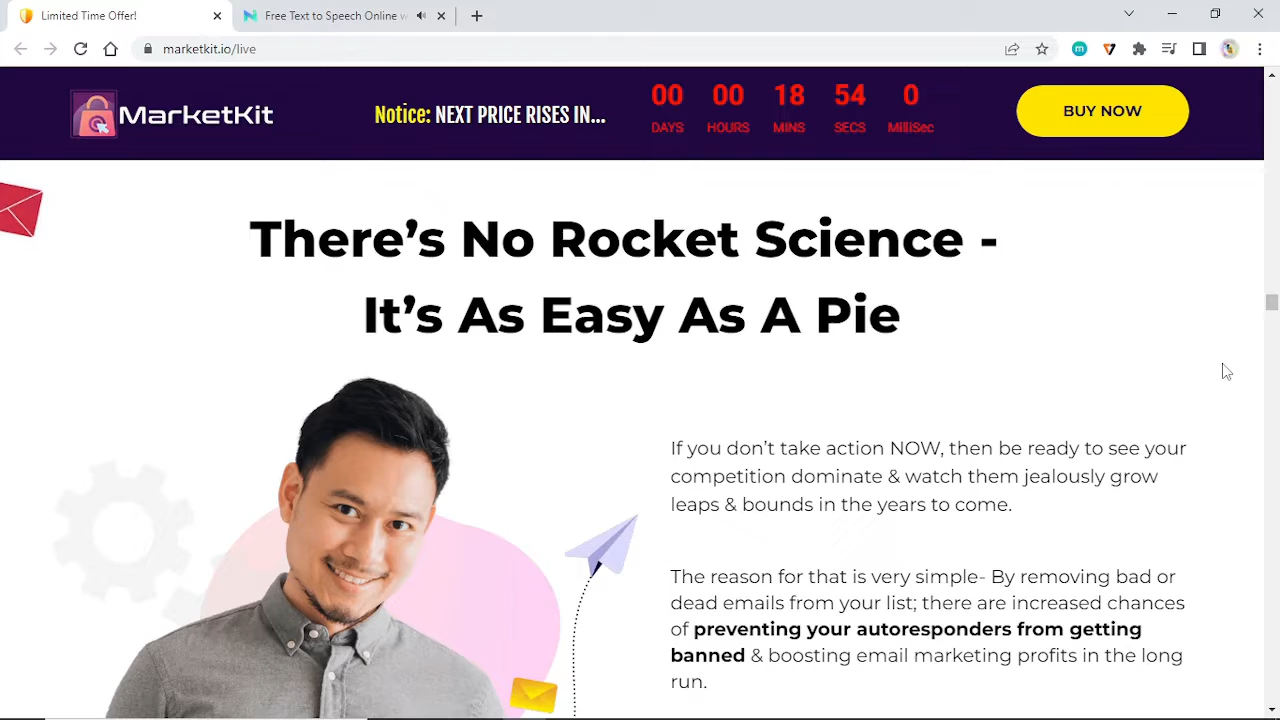 Limited Time Offer!
Free Text to Speech Online
marketkit.io/live
m
MarketKit
Notice: NEXT PRICE RISES IN...
00 00 18 54 0
DAYS HOURS MINS SECS MilliSec
BUY NOW
There’s No Rocket Science -
It’s As Easy As A Pie
If you don’t take action NOW, then be ready to see your
competition dominate & watch them jealously grow
leaps & bounds in the years to come.
The reason for that is very simple- By removing bad or
dead emails from your list; there are increased chances
of preventing your autoresponders from getting
banned & boosting email marketing profits in the long
run.